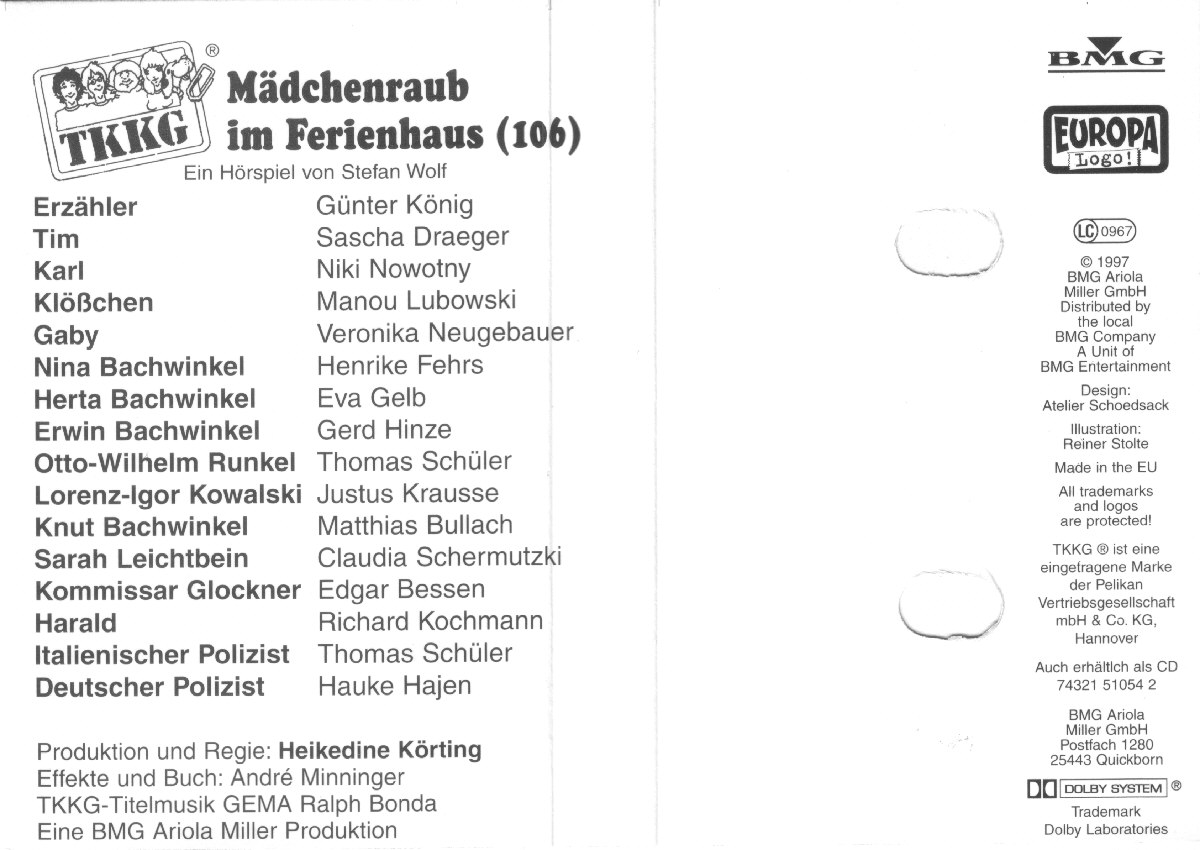 TKKG ®
Mädchenraub
im Ferienhaus (106)
Ein Hörspiel von Stefan Wolf
Erzähler Günter König
Tim Sascha Draeger
Karl Niki Nowotny
Klößchen Manou Lubowski
Gaby Veronika Neugebauer
Nina Bachwinkel Henrike Fehrs
Herta Bachwinkel Eva Gelb
Erwin Bachwinkel Gerd Hinze
Otto-Wilhelm Runkel Thomas Schüler
Lorenz-Igor Kowalski Justus Krausse
Knut Bachwinkel Matthias Bullach
Sarah Leichtbein Claudia Schermutzki
Kommissar Glockner Edgar Bessen
Harald Richard Kochmann
Italienischer Polizist Thomas Schüler
Deutscher Polizist Hauke Hajen
Produktion und Regie: Heikedine Körting
Effekte und Buch: André Minninger
TKKG-Titelmusik GEMA Ralph Bonda
Eine BMG Ariola Miller Produktion
BMG
EUROPA
Logo!
LC 0967
© 1997
BMG Ariola
Miller GmbH
Distributed by
the local
BMG Company
A Unit of
BMG Entertainment
Design:
Atelier Schoedsack
Illustration:
Reiner Stolte
Made in the EU
All trademarks
and logos
are protected!
TKKG ® ist eine
eingetragene Marke
der Pelikan
Vertriebsgesellschaft
mbH & Co. KG,
Hannover
Auch erhältlich als CD
74321 51054 2
BMG Ariola
Miller GmbH
Postfach 1280
25443 Quickborn
DOLBY SYSTEM ®
Trademark
Dolby Laboratories